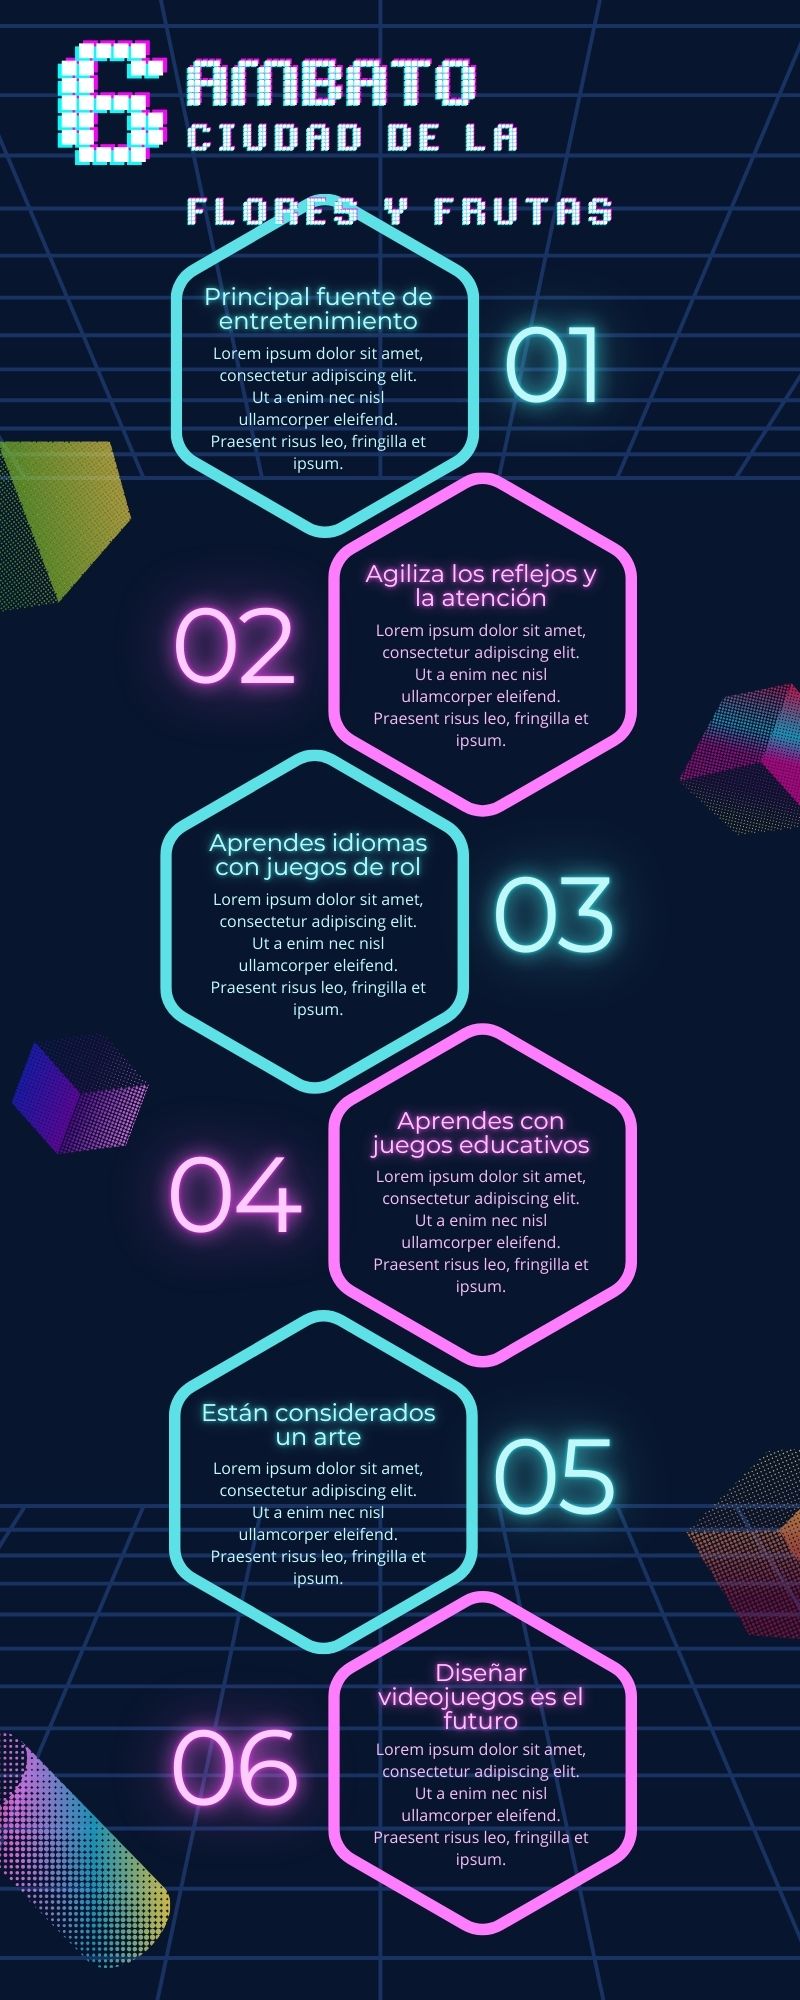 6 AMBATO
CIUDAD DE LA
FLORES Y FRUTAS
Principal fuente de
entretenimiento
Lorem ipsum dolor sit amet,
consectetur adipiscing elit.
Ut a enim nec nisl
ullamcorper eleifend.
Praesent risus leo, fringilla et
ipsum.
01
02
Agiliza los reflejos y
la atención
Lorem ipsum dolor sit amet,
consectetur adipiscing elit.
Ut a enim nec nisl
ullamcorper eleifend.
Praesent risus leo, fringilla et
ipsum.
Aprendes idiomas
con juegos de rol
Lorem ipsum dolor sit amet,
consectetur adipiscing elit.
Ut a enim nec nisl
ullamcorper eleifend.
Praesent risus leo, fringilla et
ipsum.
03
04
Aprendes con
juegos educativos
Lorem ipsum dolor sit amet,
consectetur adipiscing elit.
Ut a enim nec nisl
ullamcorper eleifend.
Praesent risus leo, fringilla et
ipsum.
Están considerados
un arte
Lorem ipsum dolor sit amet,
consectetur adipiscing elit.
Ut a enim nec nisl
ullamcorper eleifend.
Praesent risus leo, fringilla et
ipsum.
05
06
Diseñar
videojuegos es el
futuro
Lorem ipsum dolor sit amet,
consectetur adipiscing elit.
Ut a enim nec nisl
ullamcorper eleifend.
Praesent risus leo, fringilla et
ipsum.